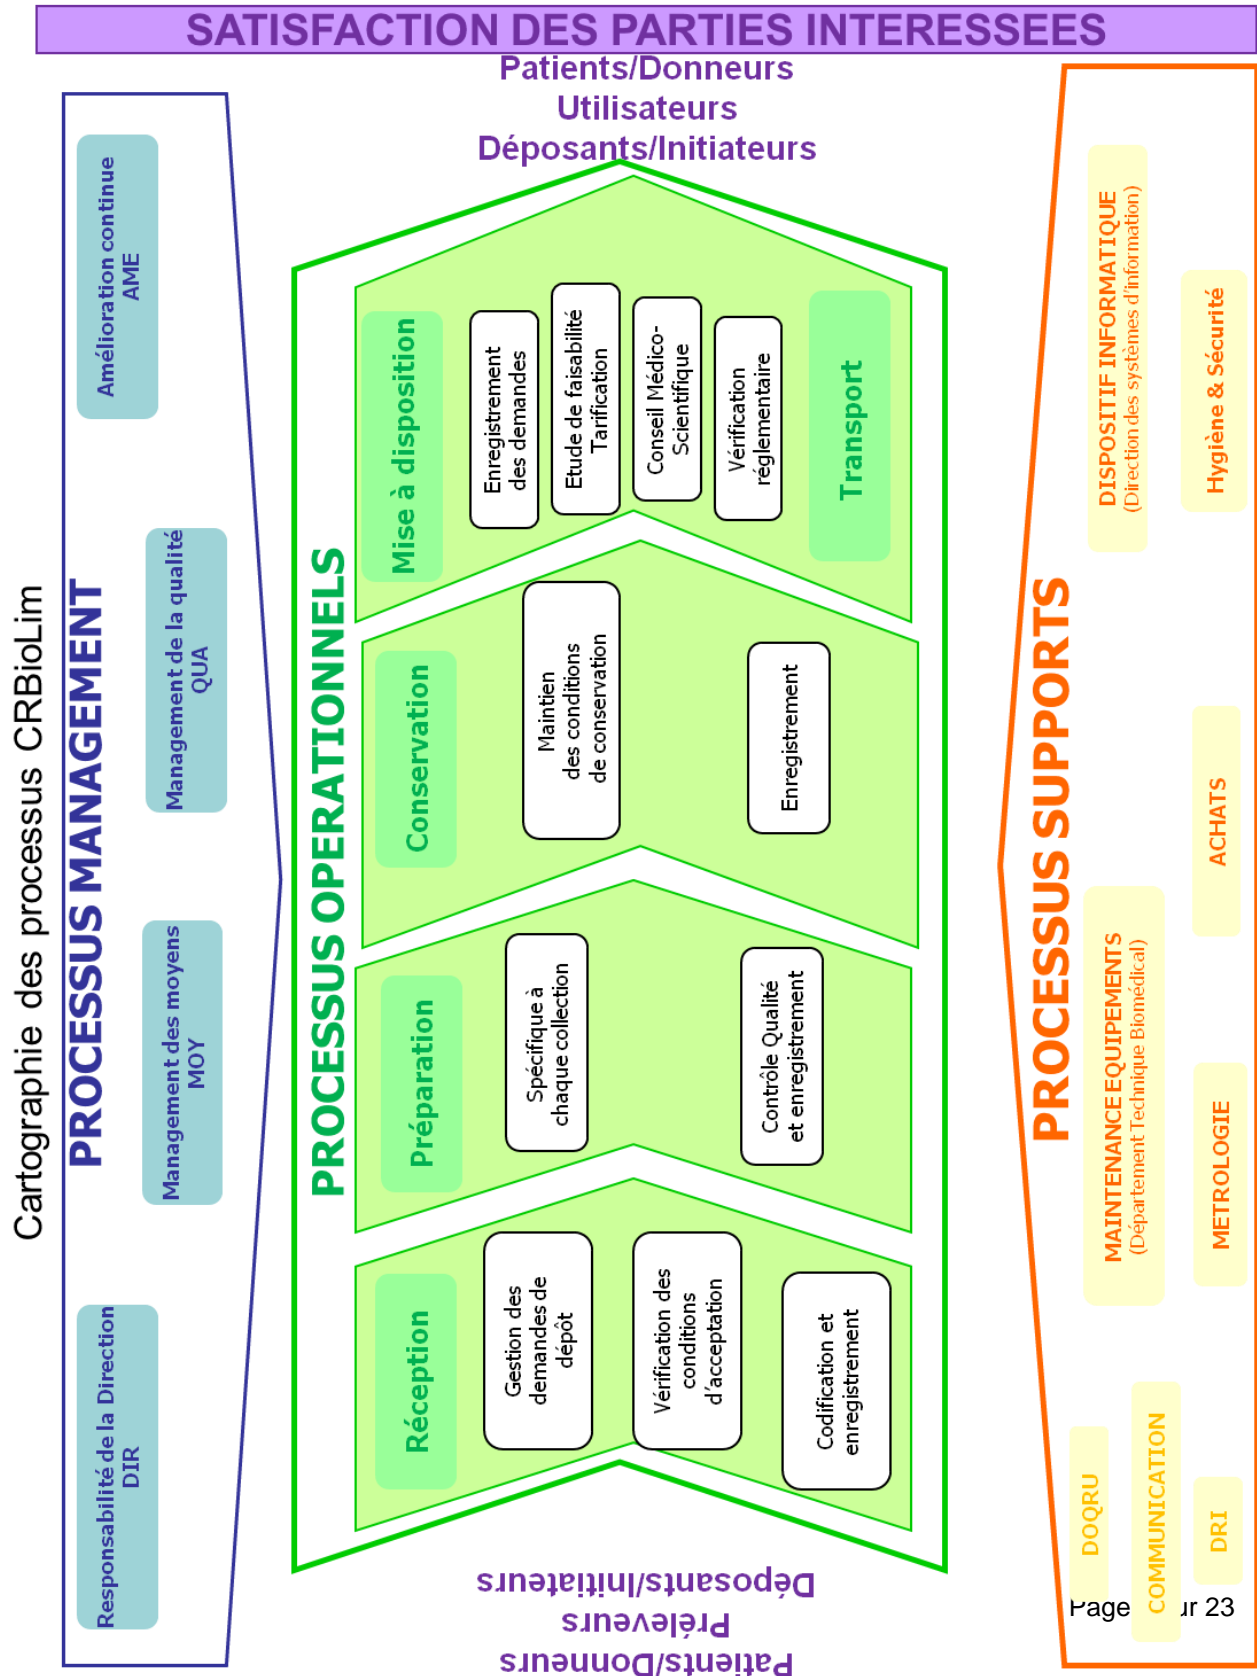 SATISFACTION DES PARTIES INTERESSEES
Patients/Donneurs
Utilisateurs
Déposants/Initiateurs
Cartographie des processus CRBioLim
PROCESSUS MANAGEMENT
Responsabilité de la Direction
DIR
Management des moyens
MOY
Management de la qualité
QUA
Amélioration continue
AME
PROCESSUS OPERATIONNELS
Réception
Gestion des
demandes de
dépôt
Vérification des
conditions
d'acceptation
Codification et
enregistrement
Préparation
Spécifique à
chaque collection
Contrôle Qualité
et enregistrement
Conservation
Maintien
des conditions
de conservation
Enregistrement
Mise à disposition
Enregistrement
des demandes
Etude de faisabilité
Tarification
Conseil Médico-
Scientifique
Vérification
réglementaire
Transport
PROCESSUS SUPPORTS
DOQRU
COMMUNICATION
DRI
MAINTENANCE EQUIPEMENTS
(Département Technique Biomédical)
METROLOGIE
ACHATS
DISPOSITIF INFORMATIQUE
(Direction des systèmes d'information)
Hygiène & Sécurité
Patients/Donneurs
Préleveurs
Déposants/Initiateurs
Page ur 23